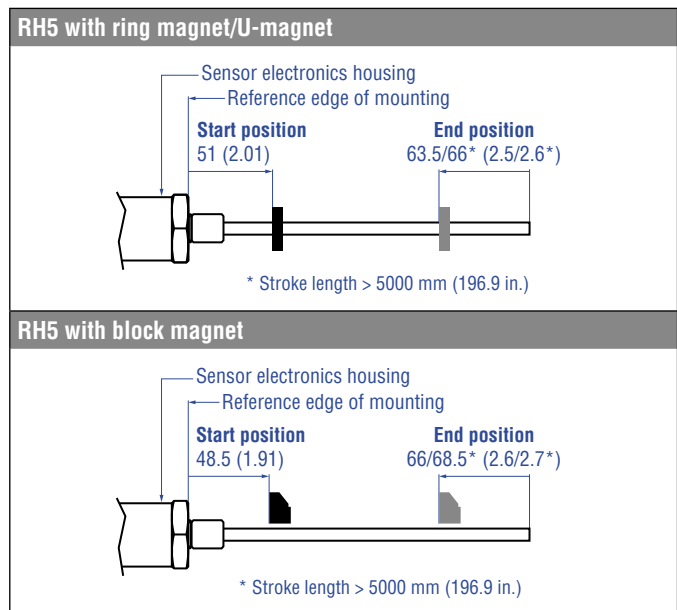 RH5 with ring magnet/U-magnet
Sensor electronics housing
Reference edge of mounting
Start position End position
51 (2.01) 63.5/66* (2.5/2.6*)
* Stroke length > 5000 mm (196.9 in.)
RH5 with block magnet
Sensor electronics housing
Reference edge of mounting
Start position End position
48.5 (1.91) 66/68.5* (2.6/2.7*)
* Stroke length > 5000 mm (196.9 in.)